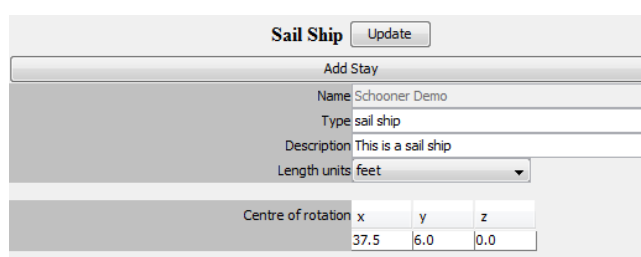 Sail Ship Update
Add Stay
Name Schooner Demo
Type sail ship
Description This is a sail ship
Length units feet
Centre of rotation x y z
37.5 6.0 0.0